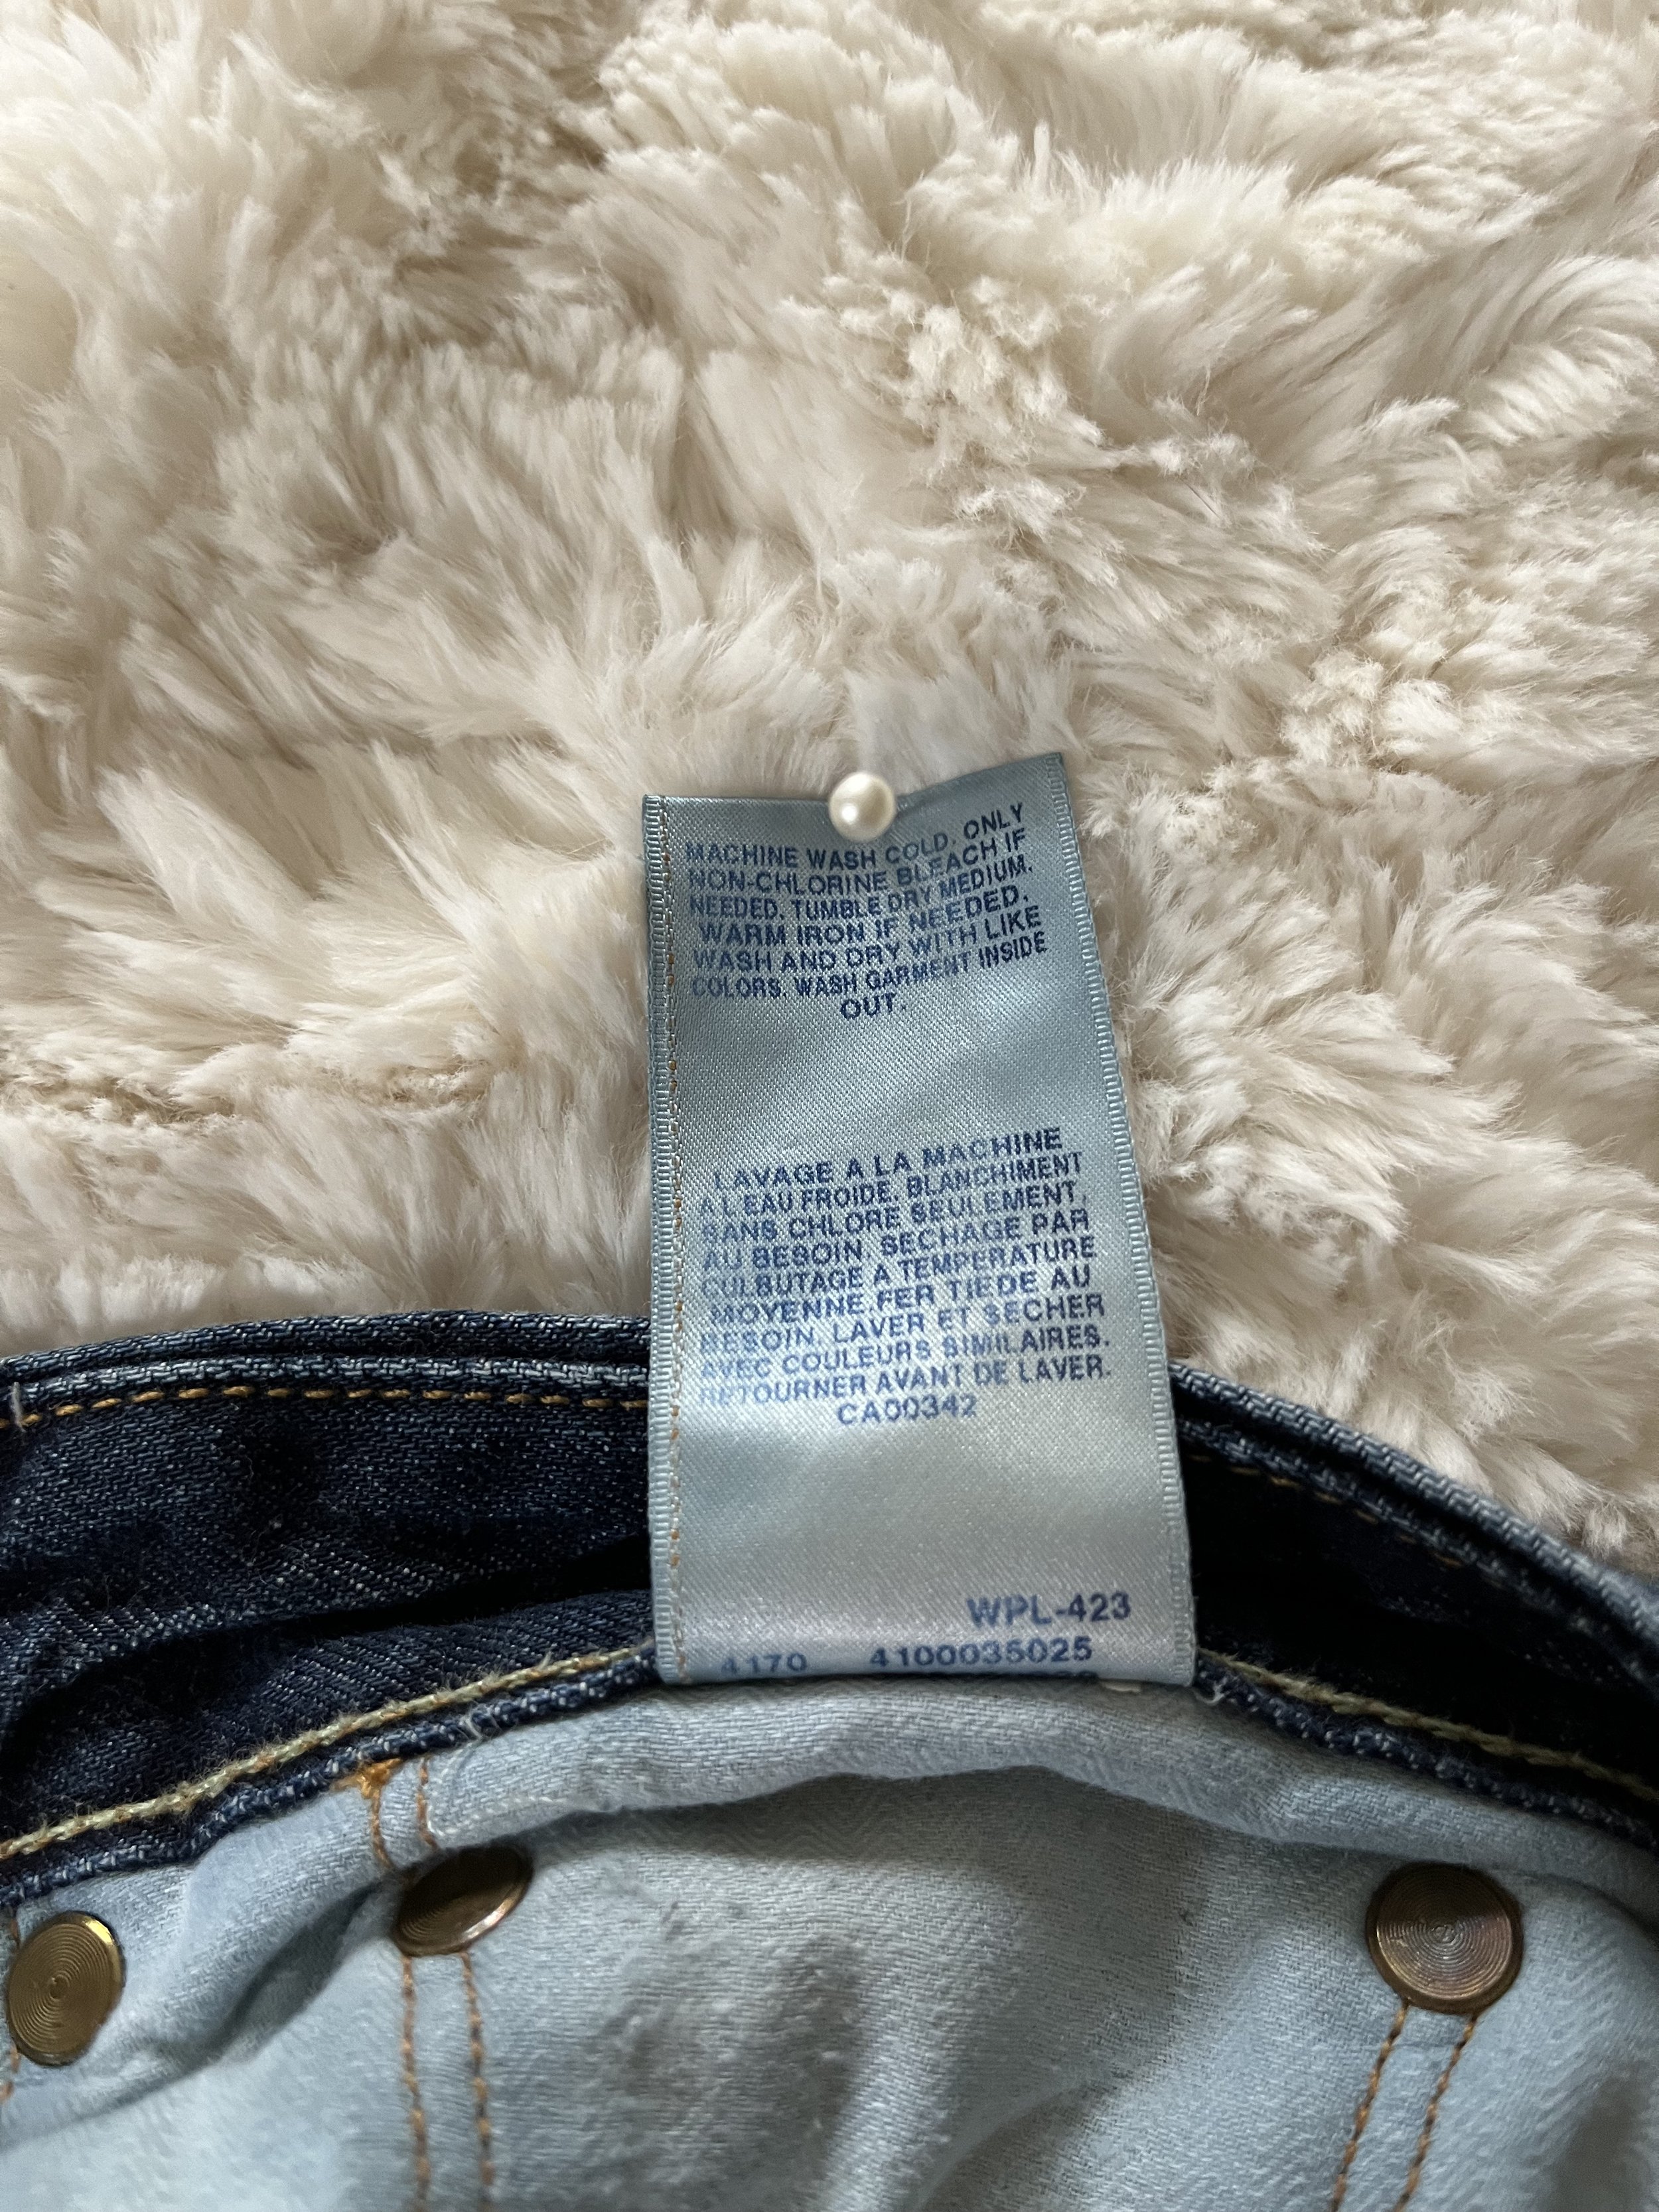 MACHINE WASH COLD, ONLY
NON-CHLORINE BLEACH IF
NEEDED. TUMBLE DRY MEDIUM.
WARM IRON IF NEEDED.
WASH AND DRY WITH LIKE
COLORS. WASH GARMENT INSIDE
OUT.
LAVAGE A LA MACHINE
A L EAU FROIDE. BLANCHIMENT
SANS CHLORE SEULEMENT,
AU BESOIN. SECHAGE PAR
CULBUTAGE A TEMPERATURE
MOYENNE. FER TIEDE AU
BESOIN. LAVER ET SECHER
AVEC COULEURS SIMILAIRES.
RETOURNER AVANT DE LAVER.
CA00342
WPL-423
4170 4100035025